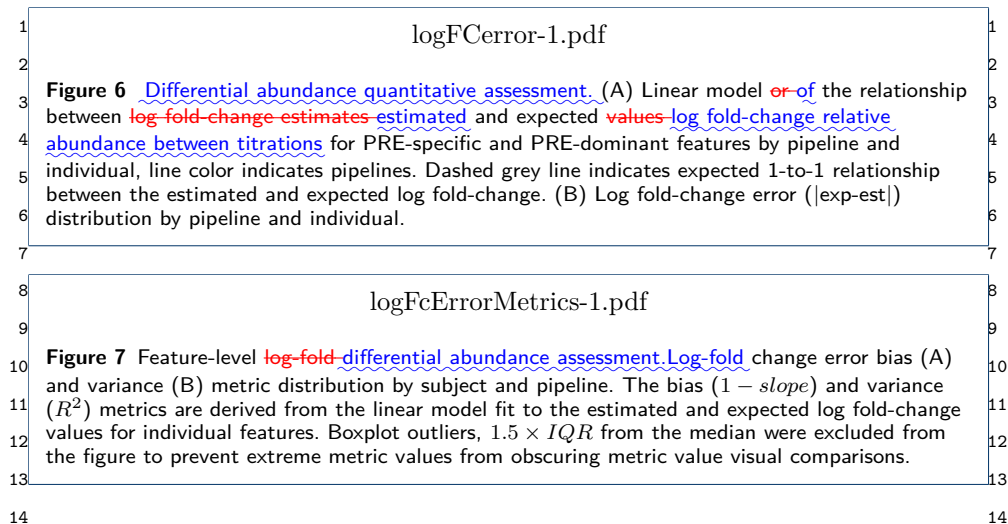 logFCerror-1.pdf
Figure 6 Differential abundance quantitative assessment. (A) Linear model or of the relationship
between log fold-change estimates estimated and expected values log fold-change relative
abundance between titrations for PRE-specific and PRE-dominant features by pipeline and
individual, line color indicates pipelines. Dashed grey line indicates expected 1-to-1 relationship
between the estimated and expected log fold-change. (B) Log fold-change error (|exp-est|)
distribution by pipeline and individual.
logFcErrorMetrics-1.pdf
Figure 7 Feature-level log-fold differential abundance assessment.Log-fold change error bias (A)
and variance (B) metric distribution by subject and pipeline. The bias (1 − slope) and variance
(R²) metrics are derived from the linear model fit to the estimated and expected log fold-change
values for individual features. Boxplot outliers, 1.5 × IQR from the median were excluded from
the figure to prevent extreme metric values from obscuring metric value visual comparisons.
1 1
2 2
3 3
4 4
5 5
6 6
7 7
8 8
9 9
10 10
11 11
12 12
13 13
14 14